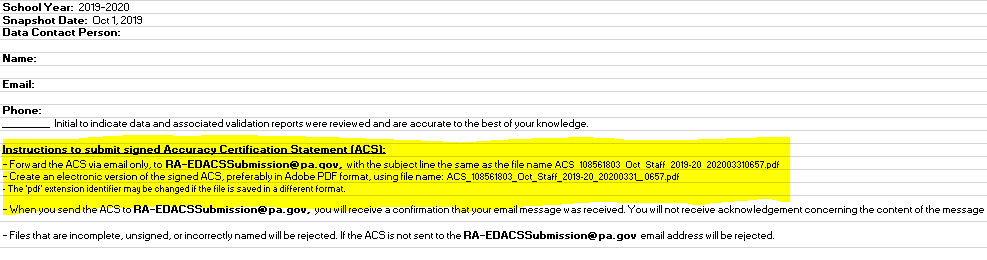 School Year: 2019-2020
Snapshot Date: Oct 1, 2019
Data Contact Person:
Name:
Email:
Phone:
_________ Initial to indicate data and associated validation reports were reviewed and are accurate to the best of your knowledge.
Instructions to submit signed Accuracy Certification Statement (ACS):
- Forward the ACS via email only, to RA-EDACSSubmission@pa.gov, with the subject line the same as the file name ACS_108561803_Oct_Staff_2019-20_202003310657.pdf
- Create an electronic version of the signed ACS, preferably in Adobe PDF format, using file name: ACS_108561803_Oct_Staff_2019-20_20200331_0657.pdf
- The 'pdf' extension identifier may be changed if the file is saved in a different format.
- When you send the ACS to RA-EDACSSubmission@pa.gov, you will receive a confirmation that your email message was received. You will not receive acknowledgement concerning the content of the message
- Files that are incomplete, unsigned, or incorrectly named will be rejected. If the ACS is not sent to the RA-EDACSSubmission@pa.gov email address will be rejected.